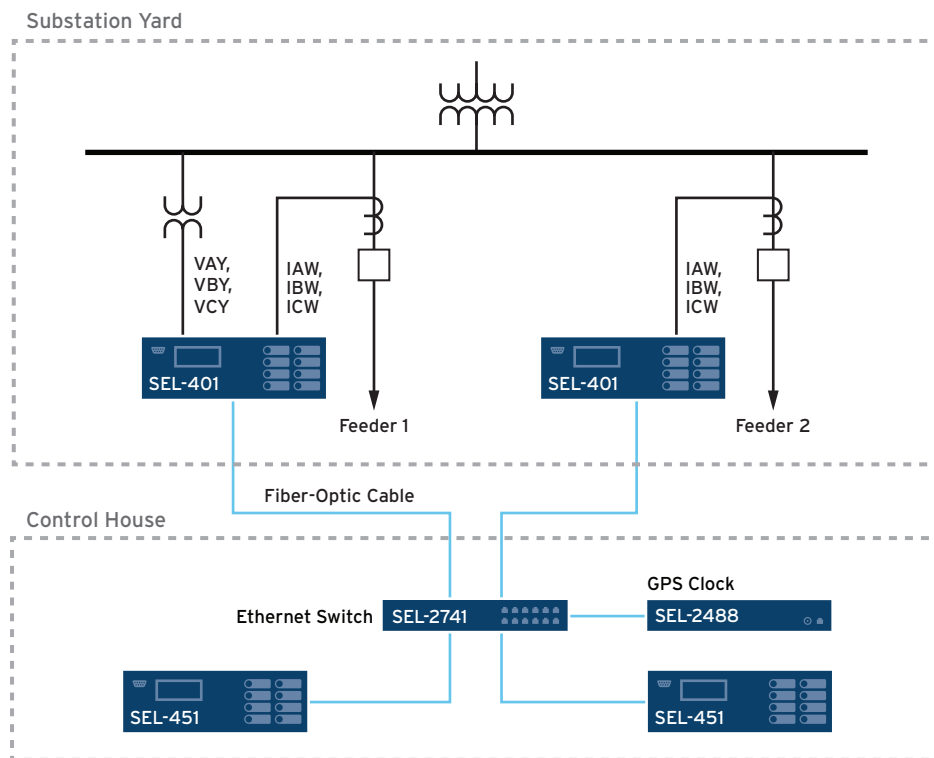 Substation Yard
VAY,
VBY,
VCY
IAW,
IBW,
ICW
IAW,
IBW,
ICW
SEL-401
SEL-401
Feeder 1
Feeder 2
Fiber-Optic Cable
Control House
GPS Clock
Ethernet Switch
SEL-2741
SEL-2488
SEL-451
SEL-451